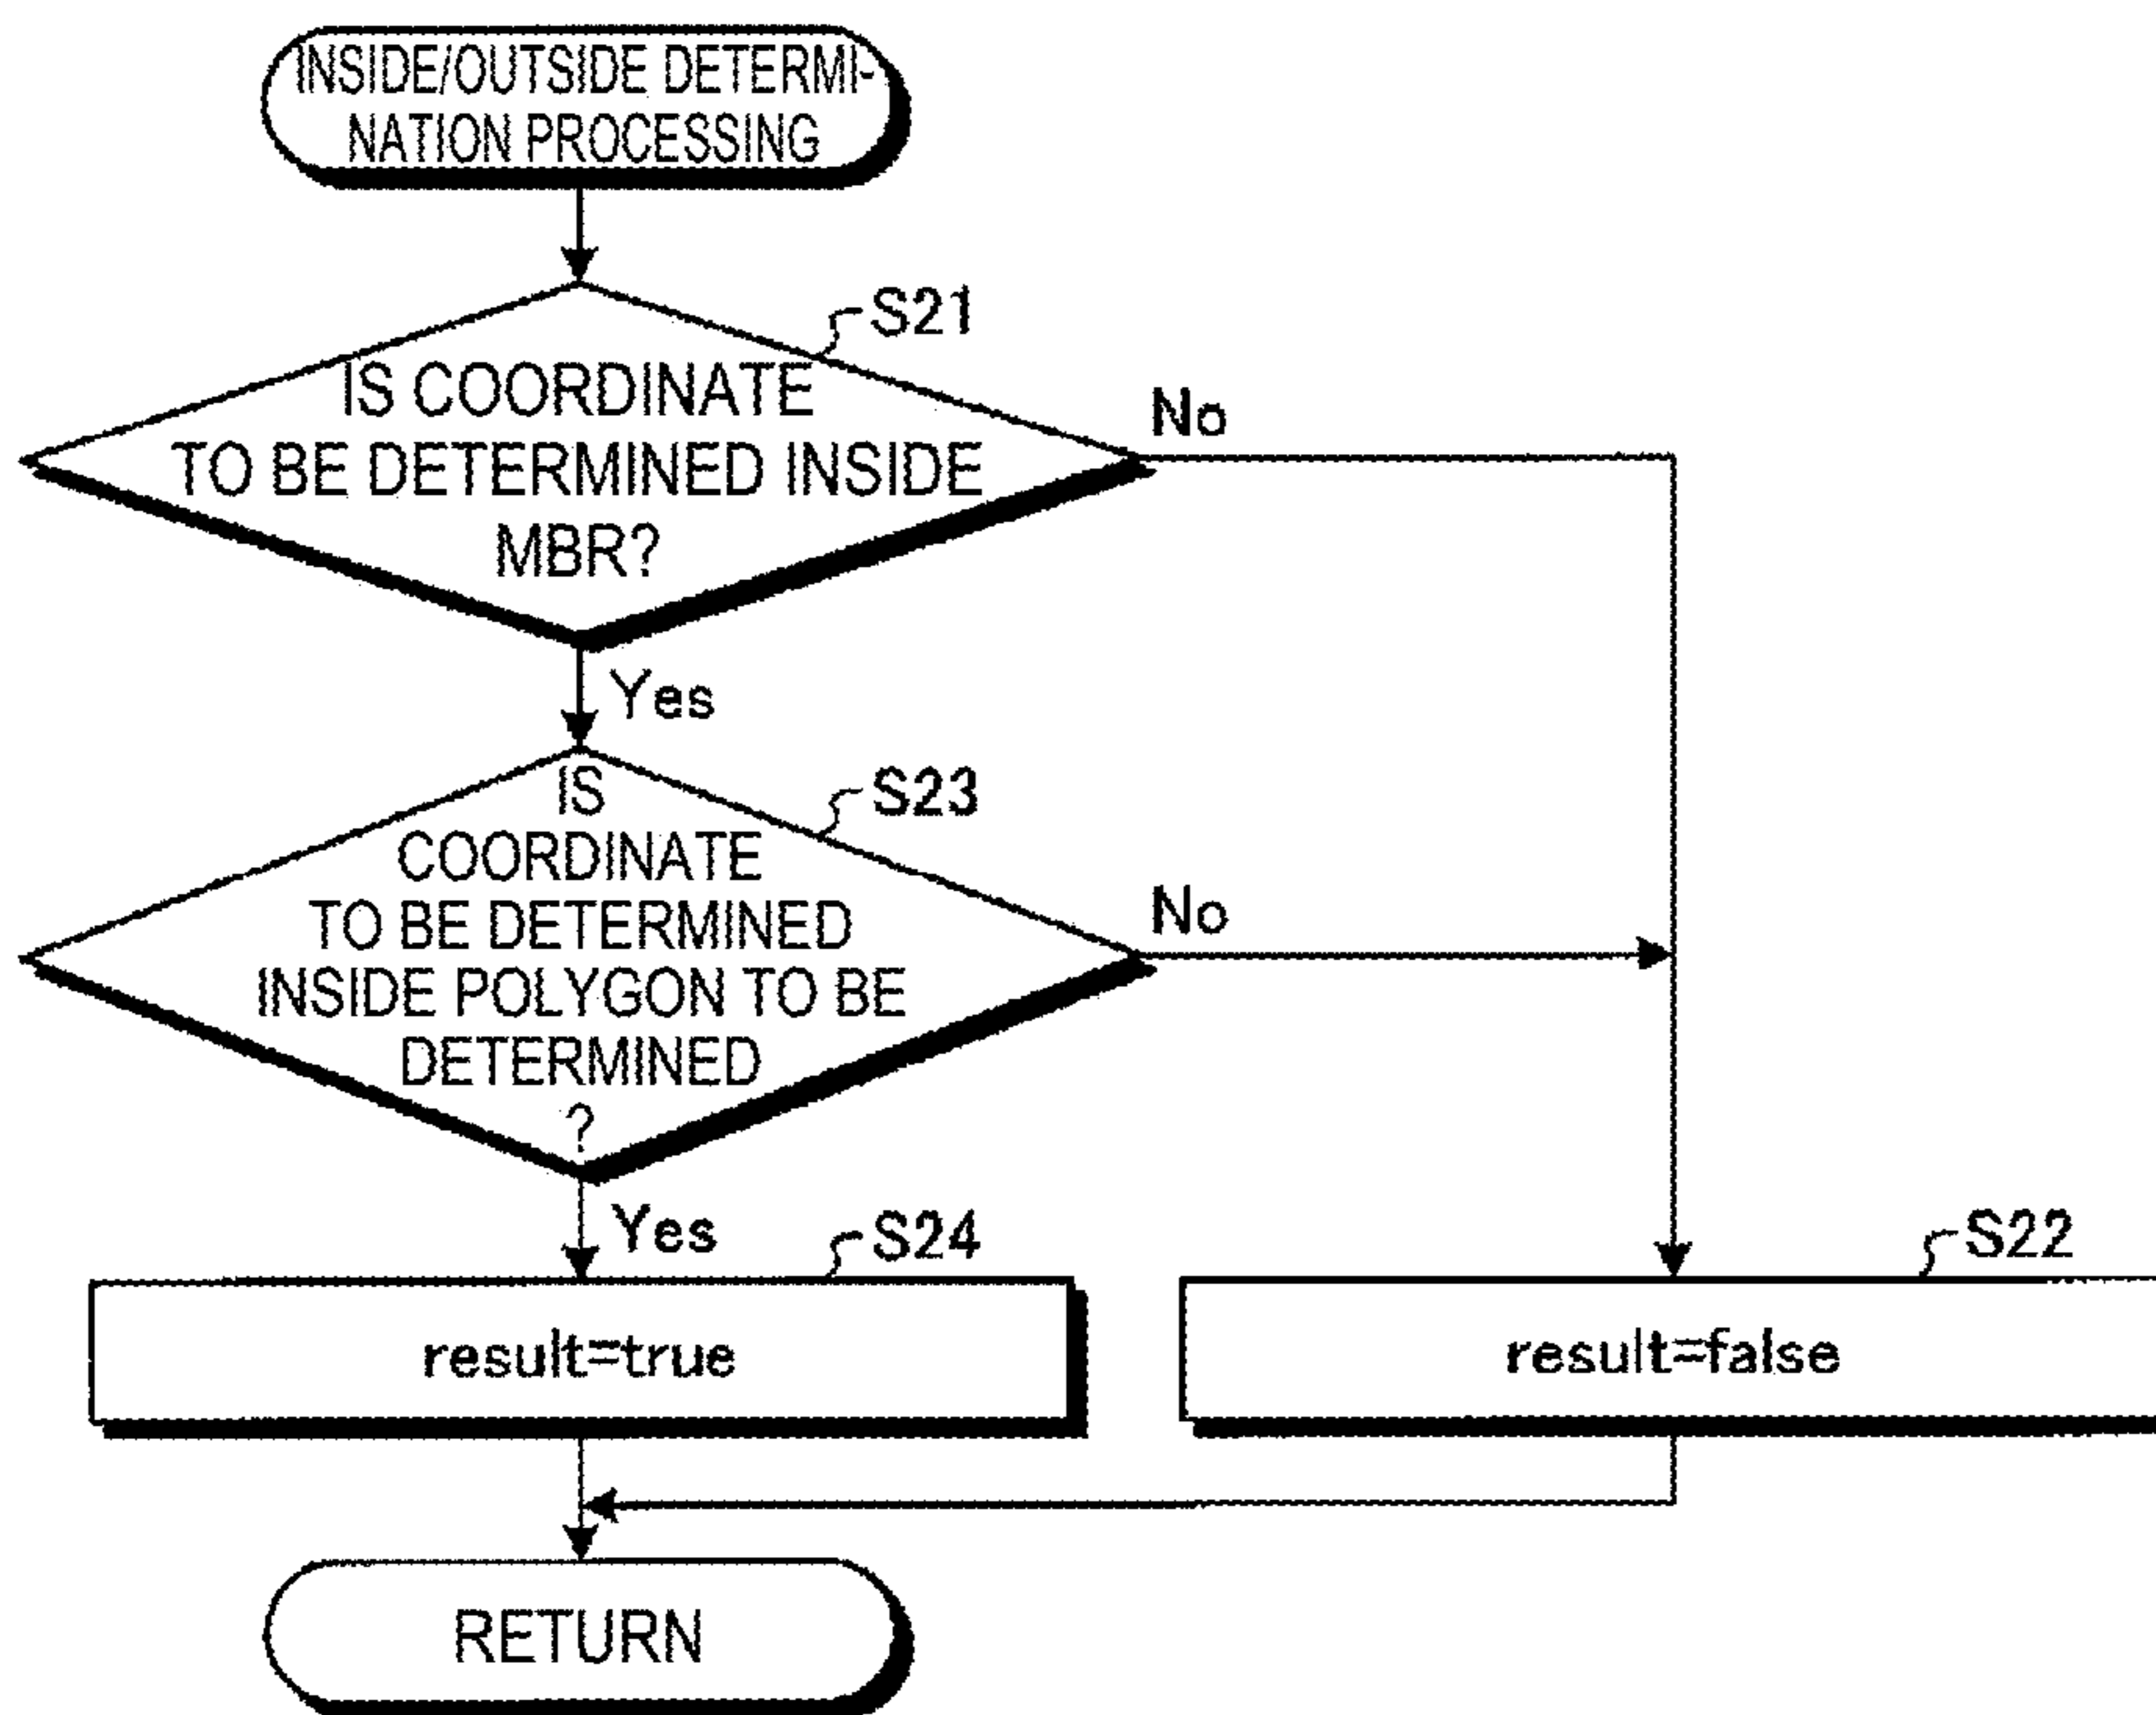 INSIDE/OUTSIDE DETERMI-
NATION PROCESSING
S21
IS COORDINATE
TO BE DETERMINED INSIDE
MBR?
No
Yes
S23
IS
COORDINATE
TO BE DETERMINED
INSIDE POLYGON TO BE
DETERMINED
?
No
Yes
S24
S22
result=true
result=false
RETURN